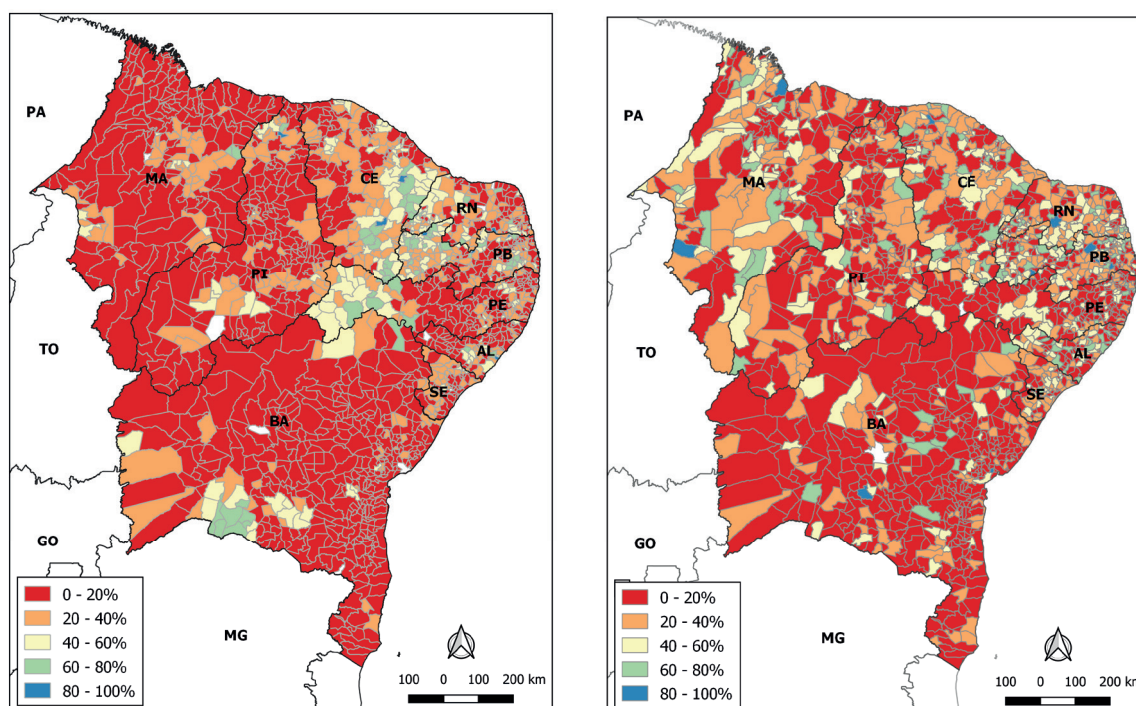 PA
MA
CE
RN
PB
PI
PE
TO
AL
SE
BA
GO
0 - 20%
20 - 40%
40 - 60%
60 - 80%
80 - 100%
MG
100 0 100 200 km
PA
MA
CE
RN
PB
PI
PE
TO
AL
SE
BA
GO
0 - 20%
20 - 40%
40 - 60%
60 - 80%
80 - 100%
MG
100 0 100 200 km